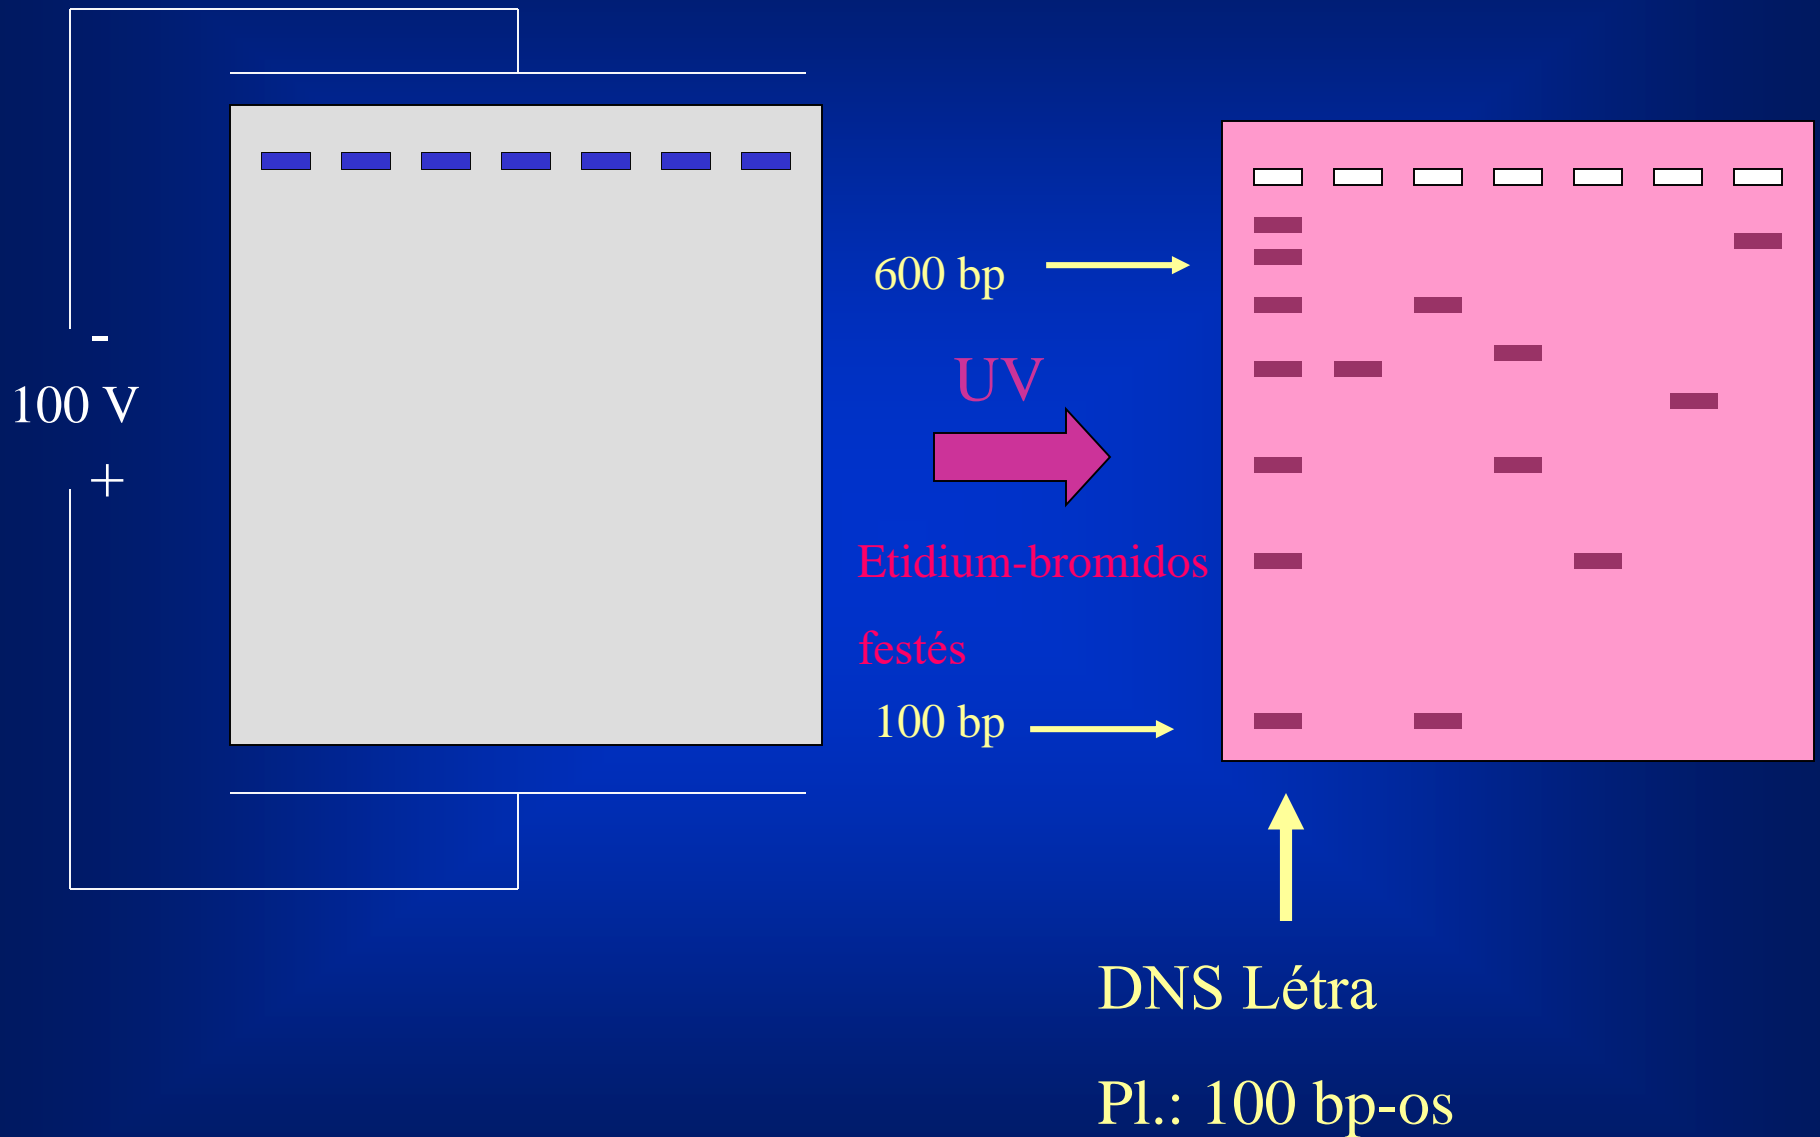 -
100 V
+
600 bp
UV
Etidium-bromidos
festés
100 bp
DNS Létra
Pl.: 100 bp-os